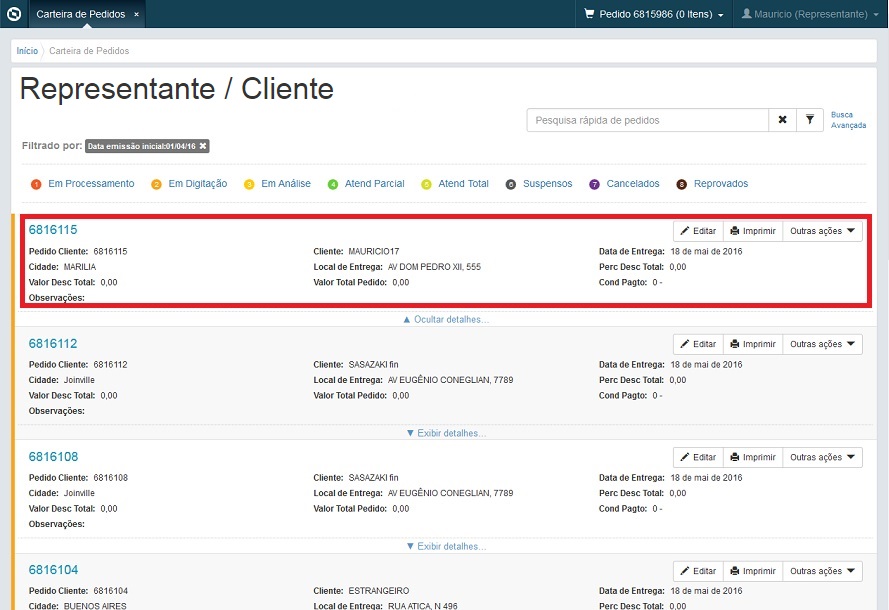 Carteira de Pedidos × Pedido 6815986 (0 Itens) Mauricio (Representante)
Início Carteira de Pedidos
Representante / Cliente
Pesquisa rápida de pedidos Busca
Avançada
Filtrado por: Data emissão inicial:01/04/16 ✖
1 Em Processamento 2 Em Digitação 3 Em Análise 4 Atend Parcial 5 Atend Total 6 Suspensos 7 Cancelados 8 Reprovados
6816115 Editar Imprimir Outras ações
Pedido Cliente: 6816115 Cliente: MAURICIO17 Data de Entrega: 18 de mai de 2016
Cidade: MARILIA Local de Entrega: AV DOM PEDRO XII, 555 Perc Desc Total: 0,00
Valor Desc Total: 0,00 Valor Total Pedido: 0,00 Cond Pagto: 0 -
Observações:
▲ Ocultar detalhes...
6816112 Editar Imprimir Outras ações
Pedido Cliente: 6816112 Cliente: SASAZAKI fin Data de Entrega: 18 de mai de 2016
Cidade: Joinville Local de Entrega: AV EUGÊNIO CONEGLIAN, 7789 Perc Desc Total: 0,00
Valor Desc Total: 0,00 Valor Total Pedido: 0,00 Cond Pagto: 0 -
Observações:
▼ Exibir detalhes...
6816108 Editar Imprimir Outras ações
Pedido Cliente: 6816108 Cliente: SASAZAKI fin Data de Entrega: 18 de mai de 2016
Cidade: Joinville Local de Entrega: AV EUGÊNIO CONEGLIAN, 7789 Perc Desc Total: 0,00
Valor Desc Total: 0,00 Valor Total Pedido: 0,00 Cond Pagto: 0 -
Observações:
▼ Exibir detalhes...
6816104 Editar Imprimir Outras ações
Pedido Cliente: 6816104 Cliente: ESTRANGEIRO Data de Entrega: 18 de mai de 2016
Cidade: BUENOS AIRES Local de Entrega: RUA ATICA, N 496 Perc Desc Total: 0,00